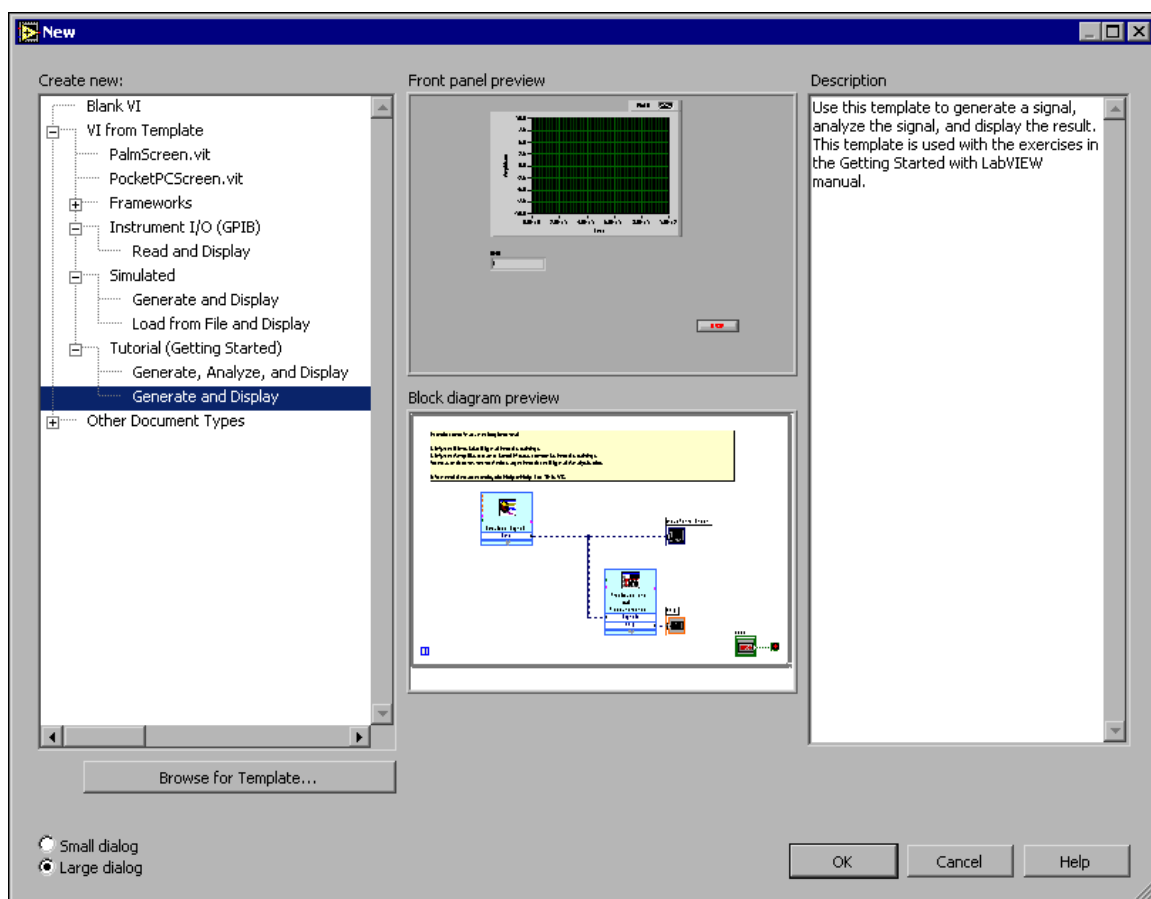 New
Create new:
Blank VI
VI from Template
PalmScreen.vit
PocketPCScreen.vit
Frameworks
Instrument I/O (GPIB)
Read and Display
Simulated
Generate and Display
Load from File and Display
Tutorial (Getting Started)
Generate, Analyze, and Display
Generate and Display
Other Document Types
Browse for Template...
Small dialog
Large dialog
Front panel preview
Block diagram preview
Description
Use this template to generate a signal,
analyze the signal, and display the result.
This template is used with the exercises in
the Getting Started with LabVIEW
manual.
OK
Cancel
Help